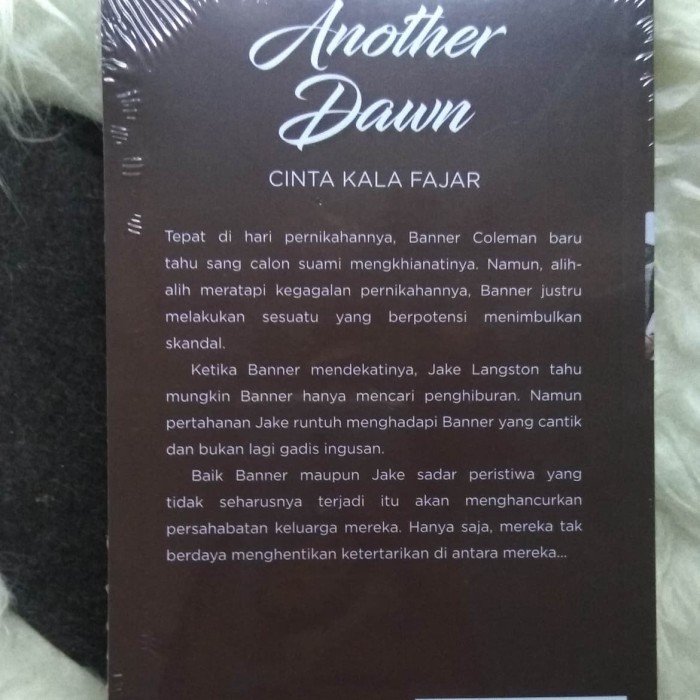 Another
Dawn
CINTA KALA FAJAR
Tepat di hari pernikahannya, Banner Coleman baru
tahu sang calon suami mengkhianatinya. Namun, alih-
alih meratapi kegagalan pernikahannya, Banner justru
melakukan sesuatu yang berpotensi menimbulkan
skandal.
Ketika Banner mendekatinya, Jake Langston tahu
mungkin Banner hanya mencari penghiburan. Namun
pertahanan Jake runtuh menghadapi Banner yang cantik
dan bukan lagi gadis ingusan.
Baik Banner maupun Jake sadar peristiwa yang
tidak seharusnya terjadi itu akan menghancurkan
persahabatan keluarga mereka. Hanya saja, mereka tak
berdaya menghentikan ketertarikan di antara mereka...